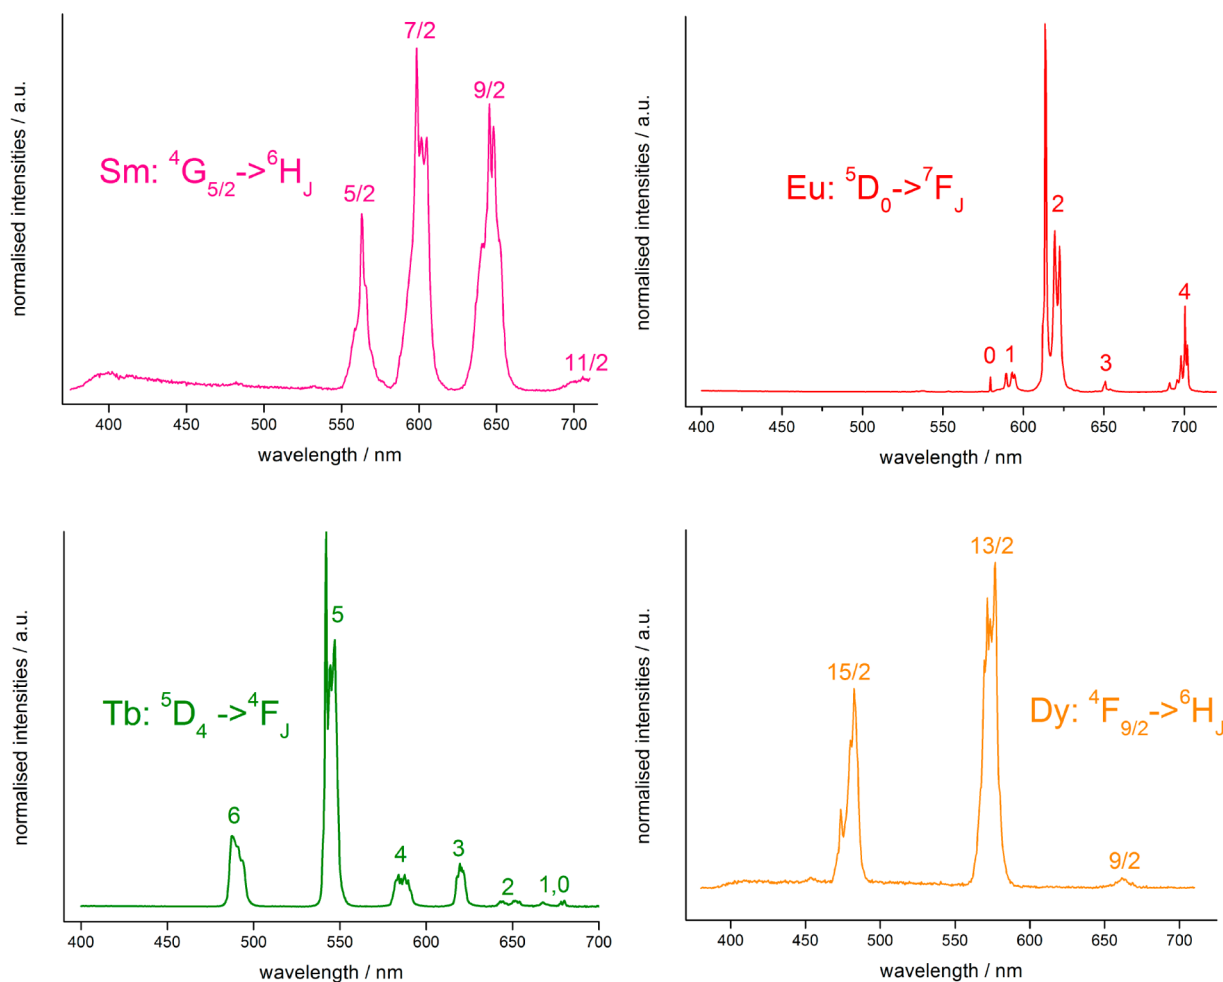 7/2
9/2
Sm: ⁴G₅/₂->⁶H_J
5/2
11/2
normalised intensities / a.u.
400 450 500 550 600 650 700
wavelength / nm
Eu: ⁵D₀->⁷F_J
2
4
0 1 3
normalised intensities / a.u.
400 450 500 550 600 650 700
wavelength / nm
5
Tb: ⁵D₄ ->⁴F_J
6
4 3
2 1,0
normalised intensities / a.u.
400 450 500 550 600 650 700
wavelength / nm
13/2
15/2
Dy: ⁴F₉/₂->⁶H_J
9/2
normalised intensities / a.u.
400 450 500 550 600 650 700
wavelength / nm